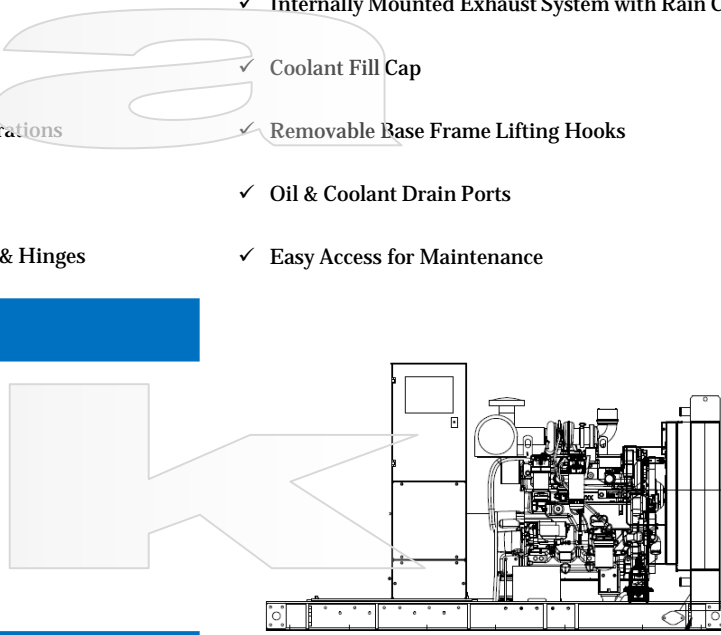 ✓ Internally Mounted Exhaust System with Rain
✓ Coolant Fill Cap
✓ Removable Base Frame Lifting Hooks
✓ Oil & Coolant Drain Ports
& Hinges
✓ Easy Access for Maintenance
a
k